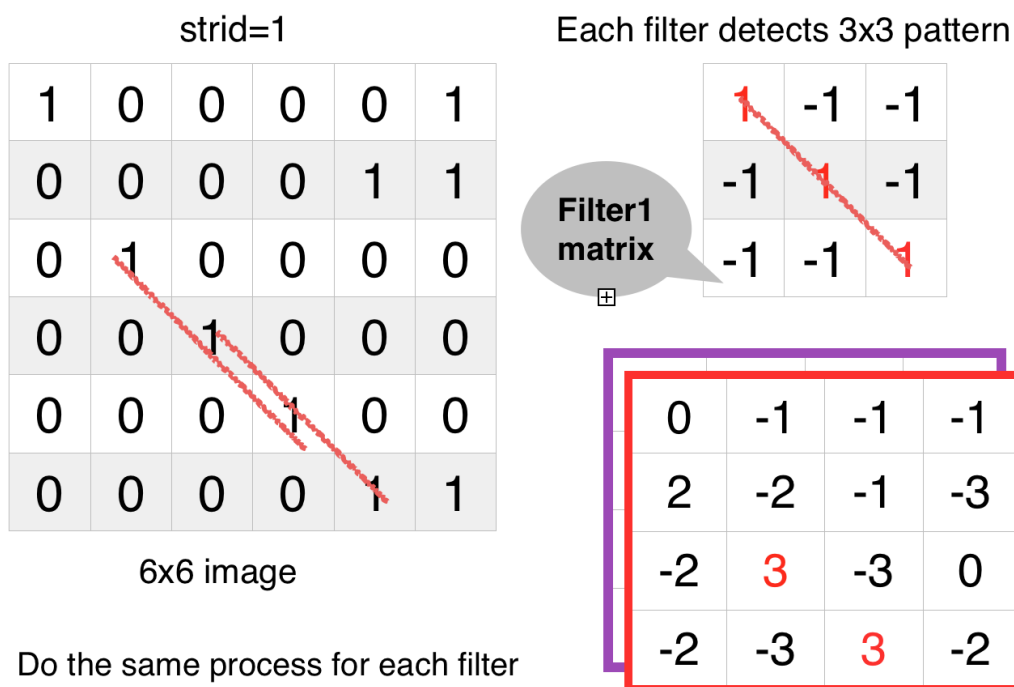 strid=1
Each filter detects 3x3 pattern
1 0 0 0 0 1
0 0 0 0 1 1
0 1 0 0 0 0
0 0 1 0 0 0
0 0 0 1 0 0
0 0 0 0 1 1
6x6 image
Do the same process for each filter
1 -1 -1
-1 1 -1
-1 -1 1
Filter1
matrix
0 -1 -1 -1
2 -2 -1 -3
-2 3 -3 0
-2 -3 3 -2